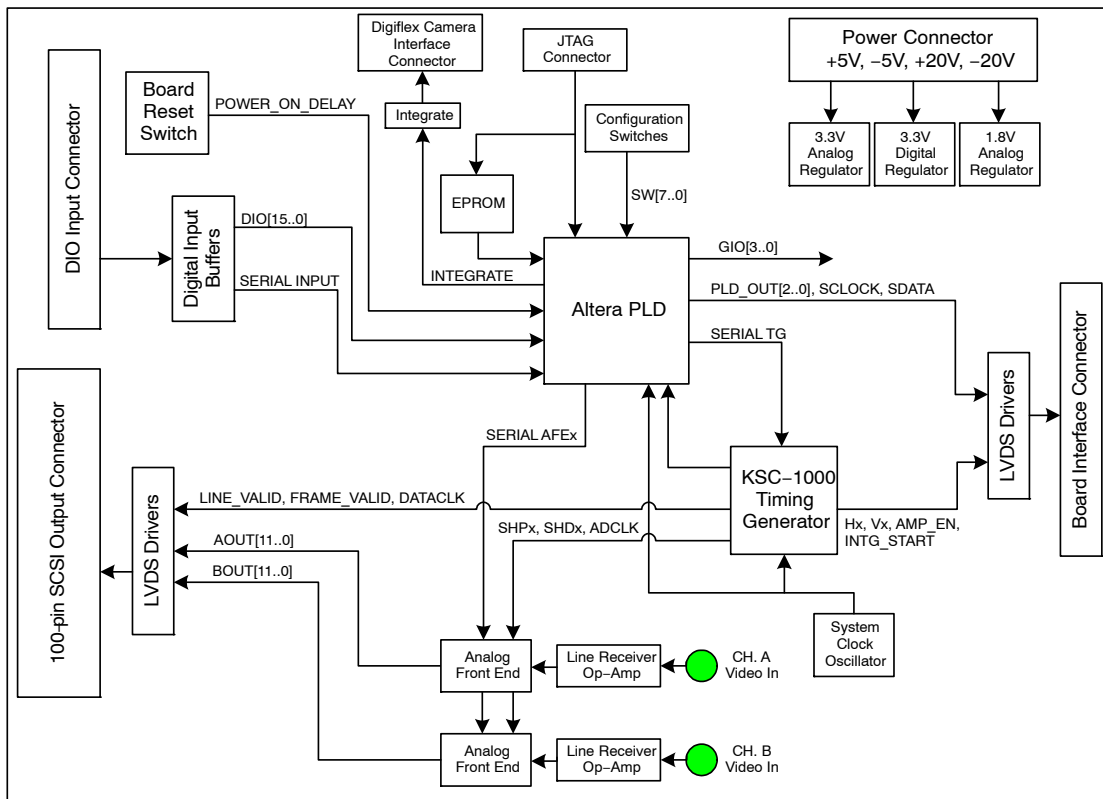 Digiflex Camera
Interface
Connector
JTAG
Connector
Power Connector
+5V, −5V, +20V, −20V
Board
Reset
Switch
POWER_ON_DELAY
Integrate
Configuration
Switches
3.3V
Analog
Regulator
3.3V
Digital
Regulator
1.8V
Analog
Regulator
DIO Input Connector
EPROM
SW[7..0]
Digital Input
Buffers
DIO[15..0]
SERIAL INPUT
INTEGRATE
Altera PLD
GIO[3..0]
PLD_OUT[2..0], SCLOCK, SDATA
SERIAL TG
LVDS Drivers
Board Interface Connector
100-pin SCSI Output Connector
LVDS Drivers
SERIAL AFEx
LINE_VALID, FRAME_VALID, DATACLK
KSC−1000
Timing
Generator
SHPx, SHDx, ADCLK
Hx, Vx, AMP_EN,
INTG_START
AOUT[11..0]
BOUT[11..0]
System
Clock
Oscillator
Analog
Front End
Line Receiver
Op−Amp
CH. A
Video In
Analog
Front End
Line Receiver
Op−Amp
CH. B
Video In